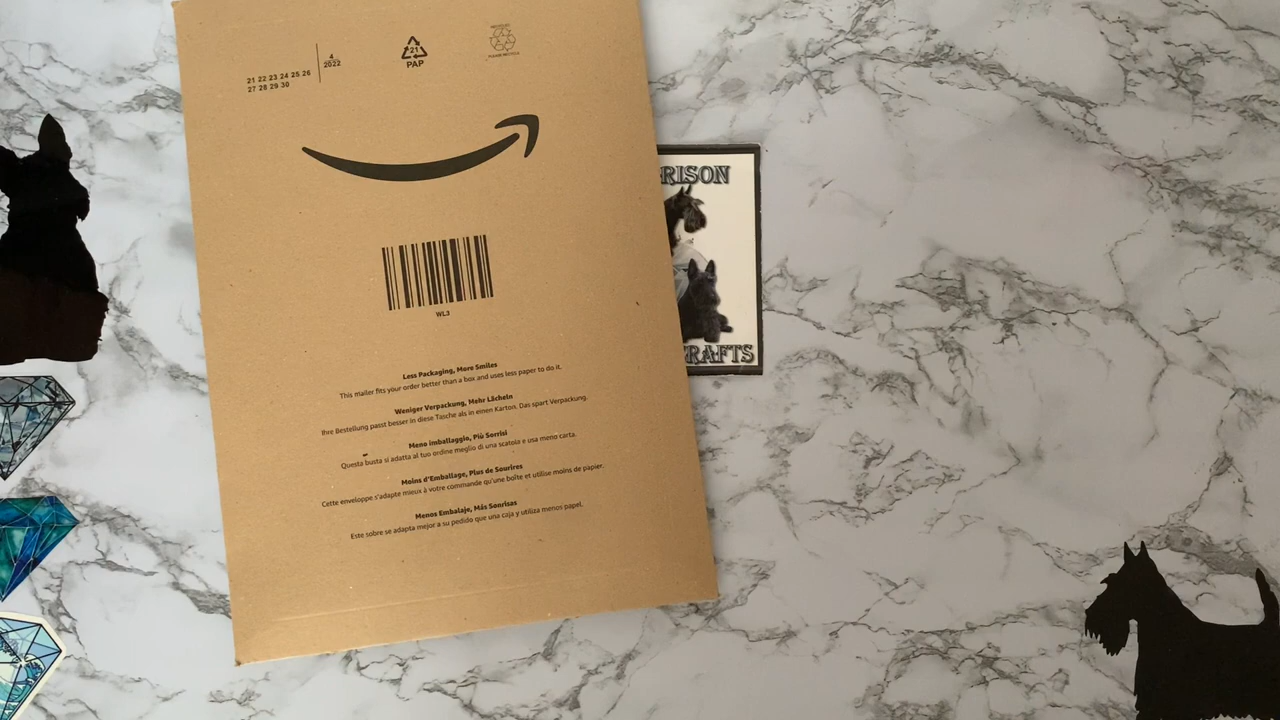 21 22 23 24 25 26
27 28 29 30
4
2022
21
PAP
PLEASE RECYCLE
WL3
Less Packaging, More Smiles
This mailer fits your order better than a box and uses less paper to do it.
Weniger Verpackung, Mehr Lächeln
Ihre Bestellung passt besser in diese Tasche als in einen Karton. Das spart Verpackung.
Meno imballaggio, Più Sorrisi
Questa busta si adatta al tuo ordine meglio di una scatola e usa meno carta.
Moins d'Emballage, Plus de Sourires
Cette enveloppe s'adapte mieux à votre commande qu'une boîte et utilise moins de papier.
Menos Embalaje, Más Sonrisas
Este sobre se adapta mejor a su pedido que una caja y utiliza menos papel.
RISON
RAFTS